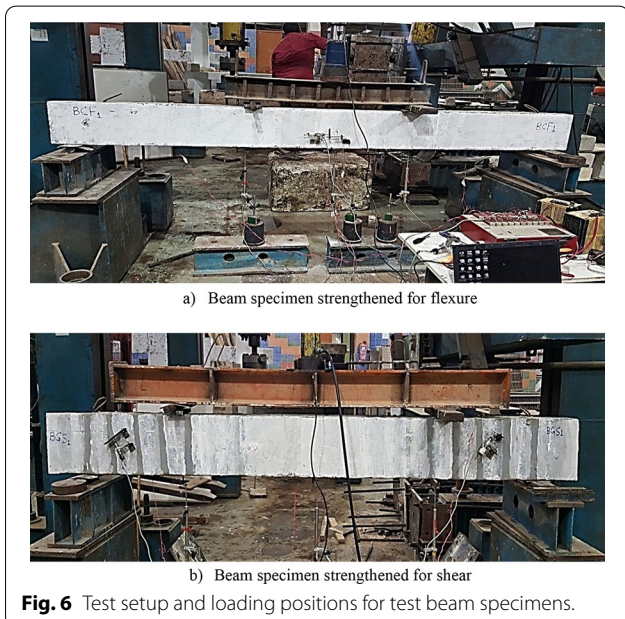 BCF1
BCF1
a) Beam specimen strengthened for flexure
BGS1
BGS1
b) Beam specimen strengthened for shear
Fig. 6 Test setup and loading positions for test beam specimens.